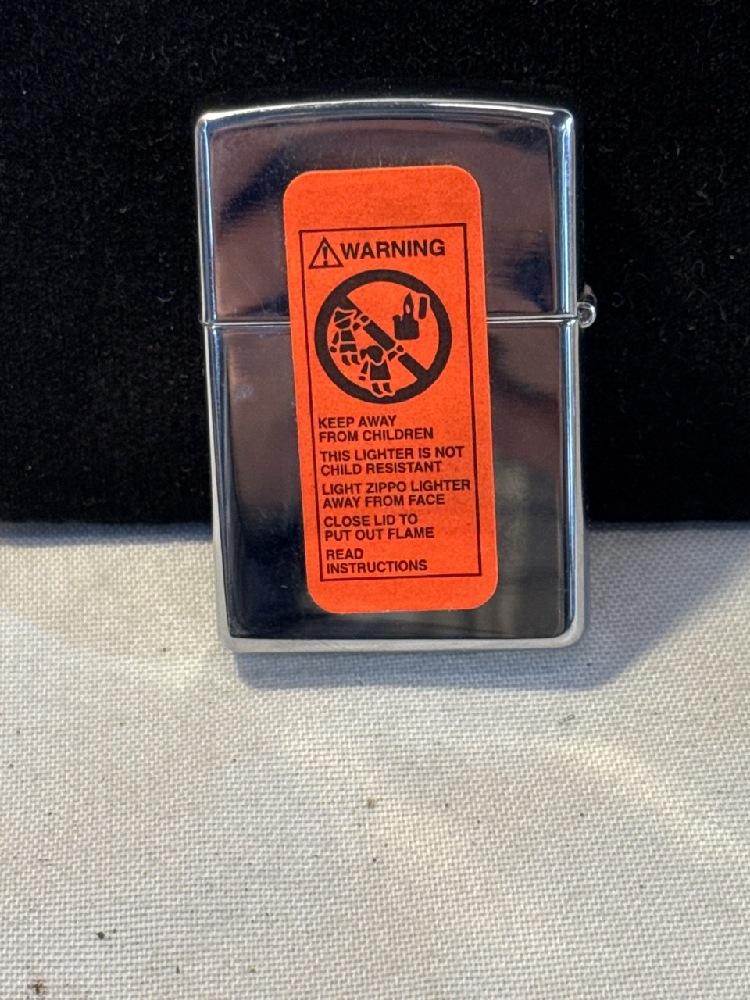 WARNING
KEEP AWAY
FROM CHILDREN
THIS LIGHTER IS NOT
CHILD RESISTANT
LIGHT ZIPPO LIGHTER
AWAY FROM FACE
CLOSE LID TO
PUT OUT FLAME
READ
INSTRUCTIONS